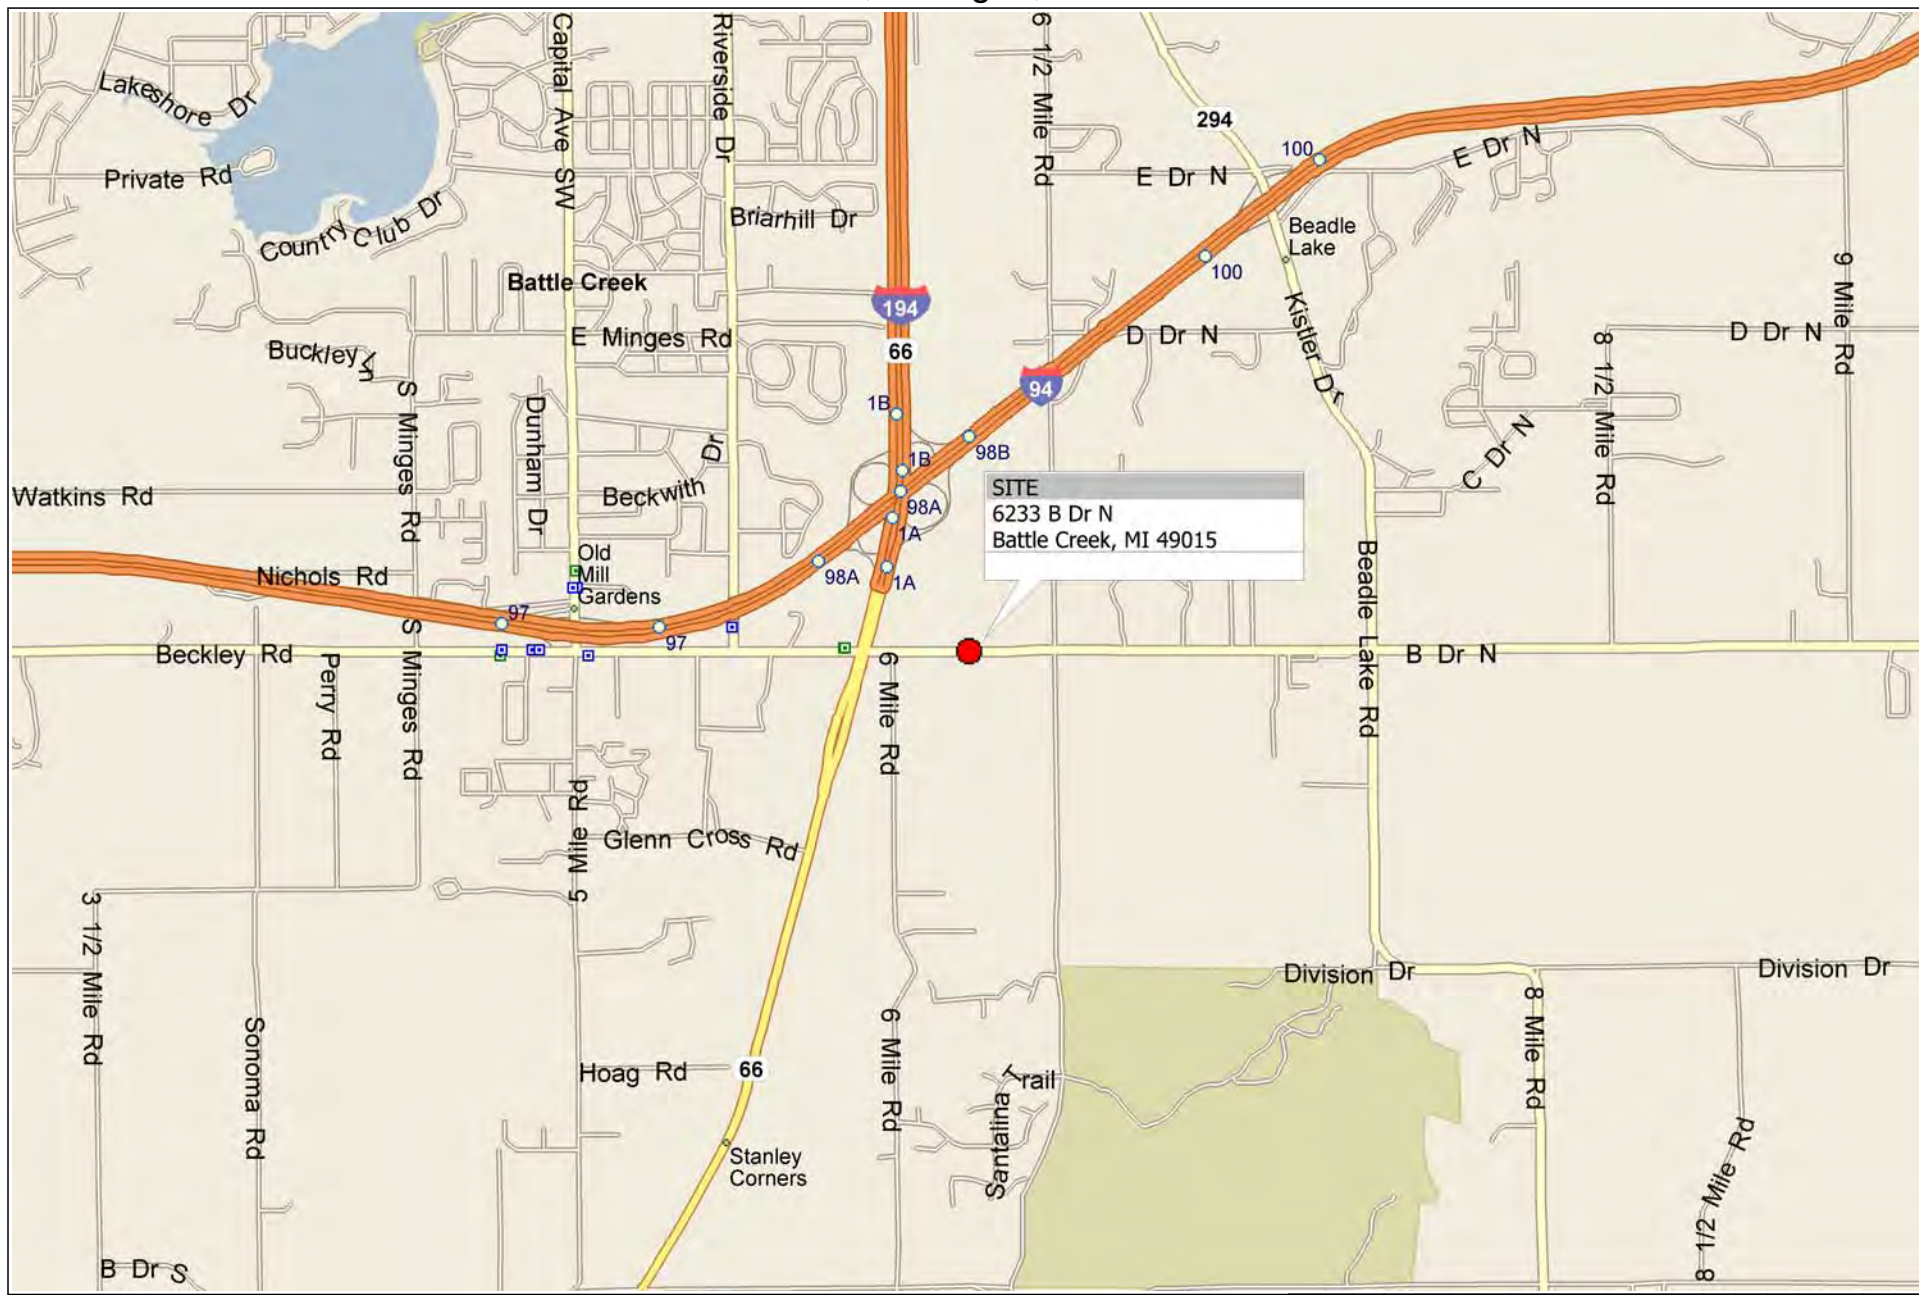 Lakeshore Dr
Capital Ave SW
Riverside Dr
6 1/2 Mile Rd
294
100
E Dr N
E Dr N
Private Rd
Country Club Dr
Briarhill Dr
Beadle
Lake
100
9 Mile Rd
Battle Creek
194
66
E Minges Rd
Buckley Ln
Kistler Dr
D Dr N
D Dr N
8 1/2 Mile Rd
94
S Minges Rd
Dunham Dr
1B
1B
98B
Beckwith Dr
Watkins Rd
C Dr N
SITE
6233 B Dr N
Battle Creek, MI 49015
98A
1A
98A
1A
Old
Mill
Gardens
Nichols Rd
97
97
Beadle Lake Rd
Beckley Rd
B Dr N
Perry Rd
S Minges Rd
6 Mile Rd
5 Mile Rd
Glenn Cross Rd
3 1/2 Mile Rd
Sonoma Rd
Division Dr
Division Dr
8 Mile Rd
6 Mile Rd
Hoag Rd
66
Santalina Trail
Stanley
Corners
8 1/2 Mile Rd
B Dr S